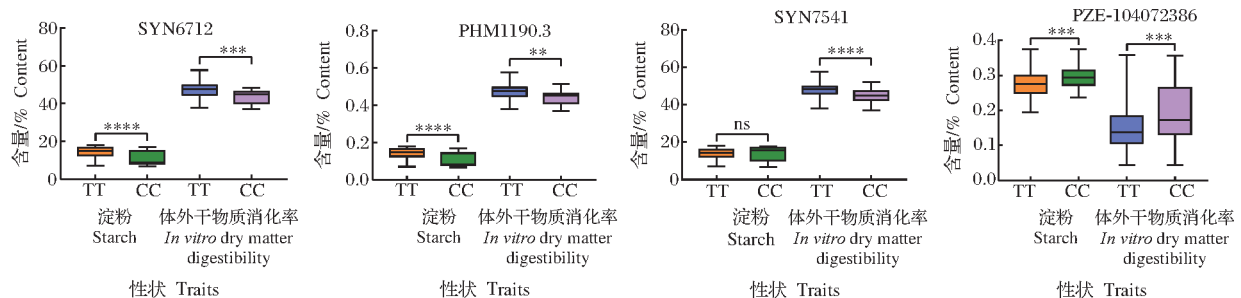 SYN6712
含量/% Content
80
60
40
20
0
****
***
TT
CC
TT
CC
淀粉
Starch
体外干物质消化率
In vitro dry matter
digestibility
性状 Traits
PHM1190.3
含量/% Content
0.8
0.6
0.4
0.2
0.0
****
**
TT
CC
TT
CC
淀粉
Starch
体外干物质消化率
In vitro dry matter
digestibility
性状 Traits
SYN7541
含量/% Content
80
60
40
20
0
ns
****
TT
CC
TT
CC
淀粉
Starch
体外干物质消化率
In vitro dry matter
digestibility
性状 Traits
PZE-104072386
含量/% Content
0.4
0.3
0.2
0.1
0.0
***
***
TT
CC
TT
CC
淀粉
Starch
体外干物质消化率
In vitro dry matter
digestibility
性状 Traits